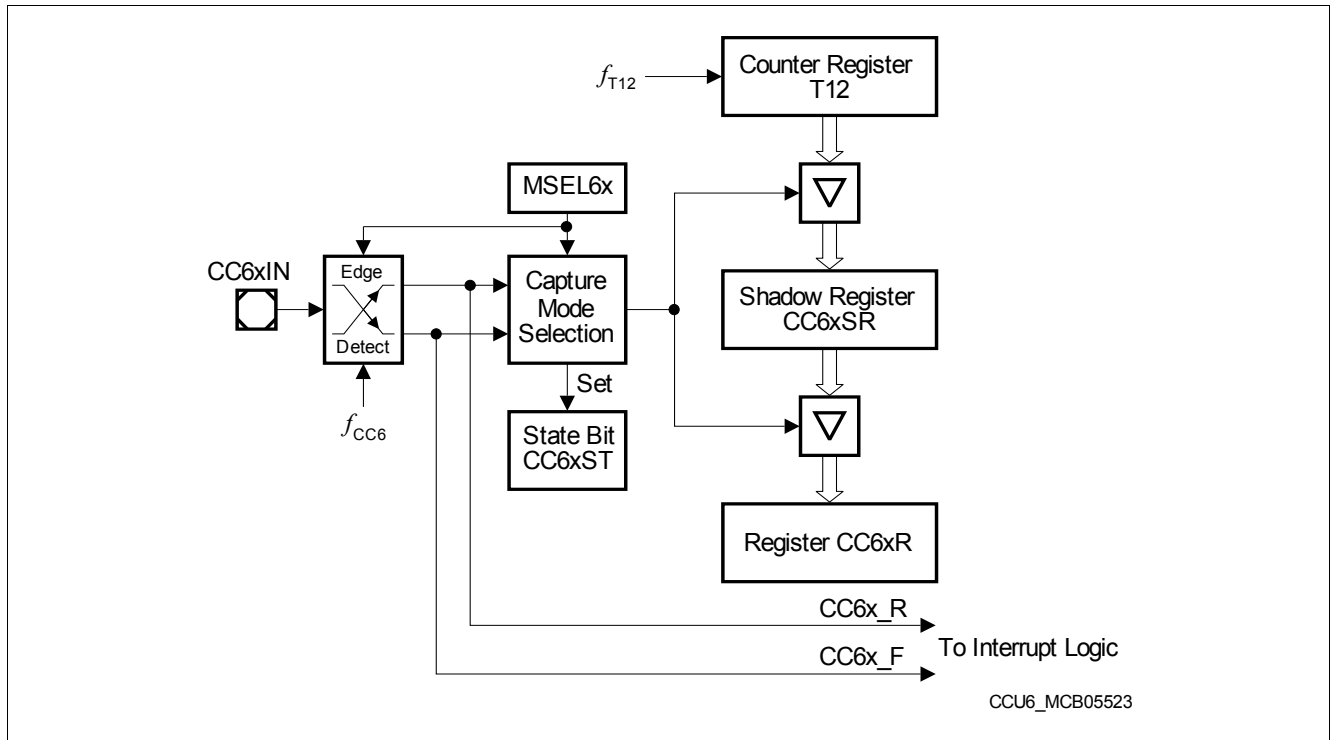 Counter Register
T12
fT12
MSEL6x
CC6xIN
Edge
Detect
Capture
Mode
Selection
Shadow Register
CC6xSR
Set
fCC6
State Bit
CC6xST
Register CC6xR
CC6x_R
To Interrupt Logic
CC6x_F
CCU6_MCB05523